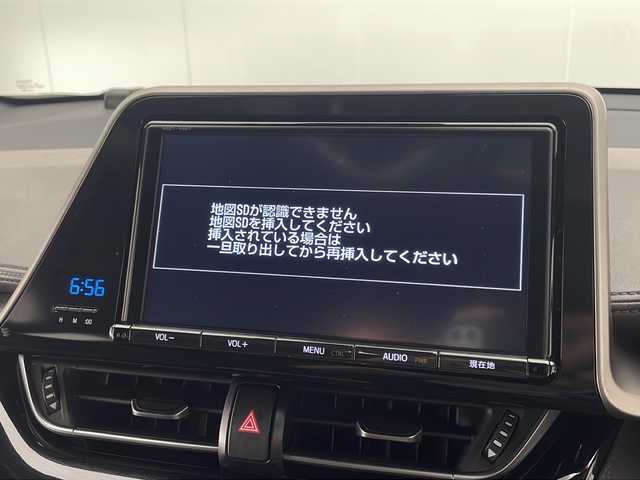 地図SDが認識できません
地図SDを挿入してください
挿入されている場合は
一旦取り出してから再挿入してください
6:56
H M :00
VOL− VOL+ MENU CTRL AUDIO PWR 現在地